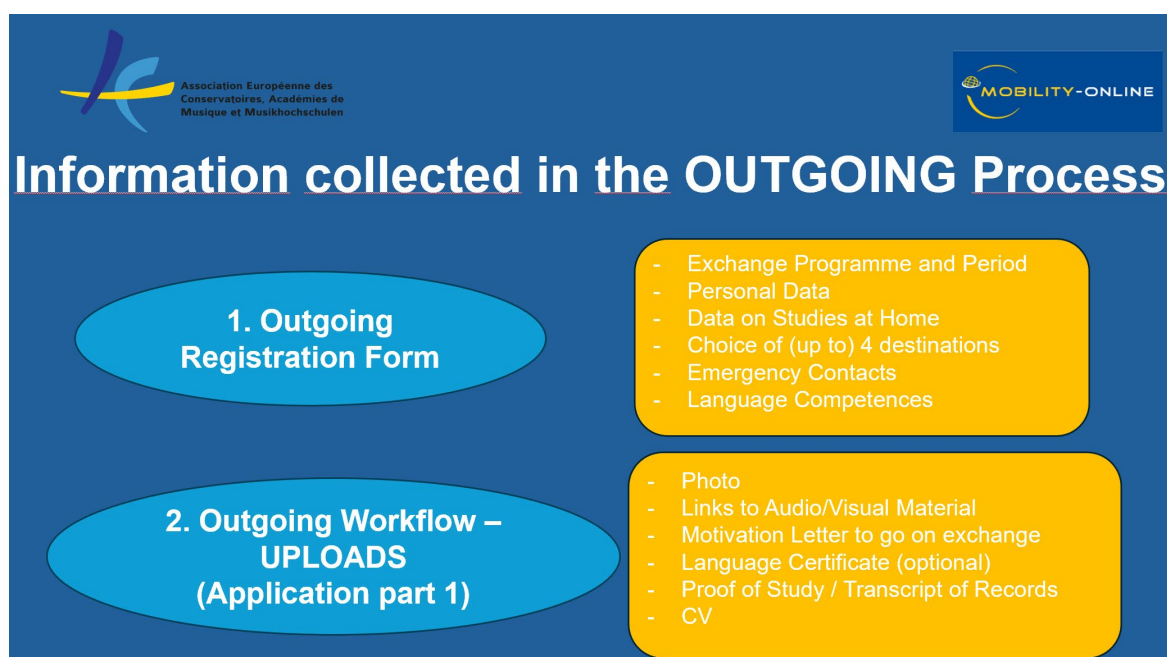 Association Européenne des
Conservatoires, Académies de
Musique et Musikhochschulen
MOBILITY-ONLINE
Information collected in the OUTGOING Process
1. Outgoing
Registration Form
- Exchange Programme and Period
- Personal Data
- Data on Studies at Home
- Choice of (up to) 4 destinations
- Emergency Contacts
- Language Competences
2. Outgoing Workflow –
UPLOADS
(Application part 1)
- Photo
- Links to Audio/Visual Material
- Motivation Letter to go on exchange
- Language Certificate (optional)
- Proof of Study / Transcript of Records
- CV